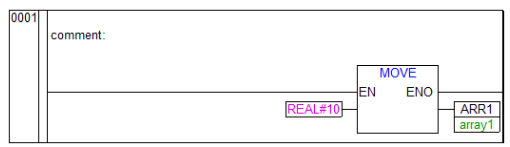 0001
comment:
MOVE
EN ENO
REAL#10 ARR1
array1